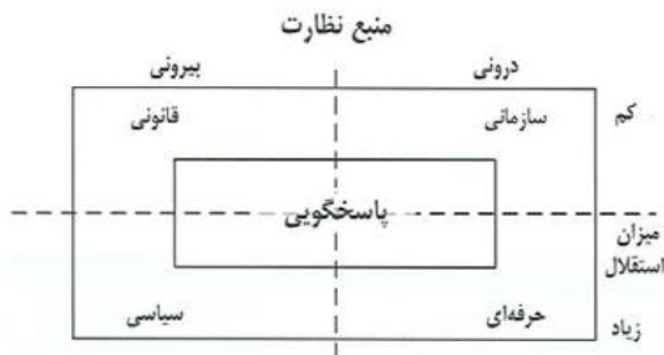 منبع نظارت
درونی بیرونی
کم سازمانی قانونی
پاسخگویی
میزان
استقلال
زیاد حرفه‌ای سیاسی